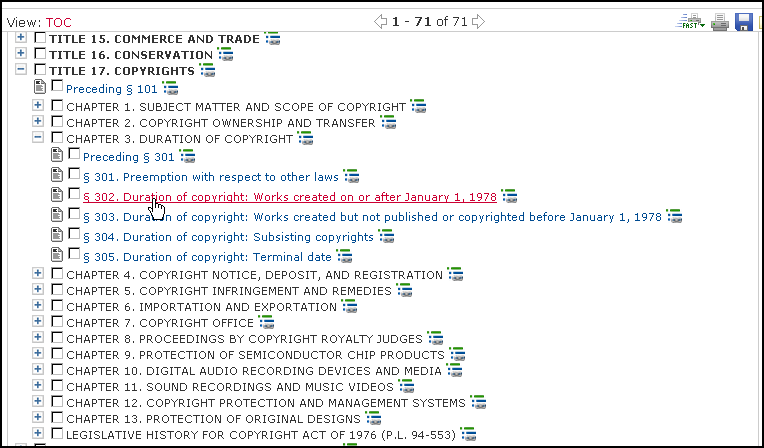 View: TOC
1 - 71 of 71
FAST
TITLE 15. COMMERCE AND TRADE
TITLE 16. CONSERVATION
TITLE 17. COPYRIGHTS
Preceding § 101
CHAPTER 1. SUBJECT MATTER AND SCOPE OF COPYRIGHT
CHAPTER 2. COPYRIGHT OWNERSHIP AND TRANSFER
CHAPTER 3. DURATION OF COPYRIGHT
Preceding § 301
§ 301. Preemption with respect to other laws
§ 302. Duration of copyright: Works created on or after January 1, 1978
§ 303. Duration of copyright: Works created but not published or copyrighted before January 1, 1978
§ 304. Duration of copyright: Subsisting copyrights
§ 305. Duration of copyright: Terminal date
CHAPTER 4. COPYRIGHT NOTICE, DEPOSIT, AND REGISTRATION
CHAPTER 5. COPYRIGHT INFRINGEMENT AND REMEDIES
CHAPTER 6. IMPORTATION AND EXPORTATION
CHAPTER 7. COPYRIGHT OFFICE
CHAPTER 8. PROCEEDINGS BY COPYRIGHT ROYALTY JUDGES
CHAPTER 9. PROTECTION OF SEMICONDUCTOR CHIP PRODUCTS
CHAPTER 10. DIGITAL AUDIO RECORDING DEVICES AND MEDIA
CHAPTER 11. SOUND RECORDINGS AND MUSIC VIDEOS
CHAPTER 12. COPYRIGHT PROTECTION AND MANAGEMENT SYSTEMS
CHAPTER 13. PROTECTION OF ORIGINAL DESIGNS
LEGISLATIVE HISTORY FOR COPYRIGHT ACT OF 1976 (P.L. 94-553)